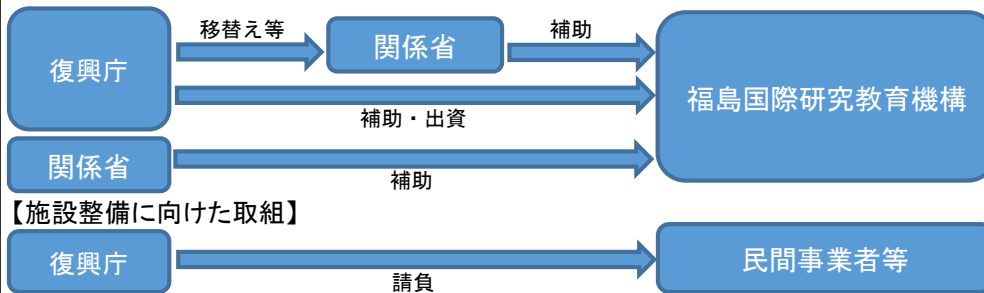 移替え等
補助
復興庁
関係省
福島国際研究教育機構
補助・出資
関係省
補助
【施設整備に向けた取組】
復興庁
民間事業者等
請負